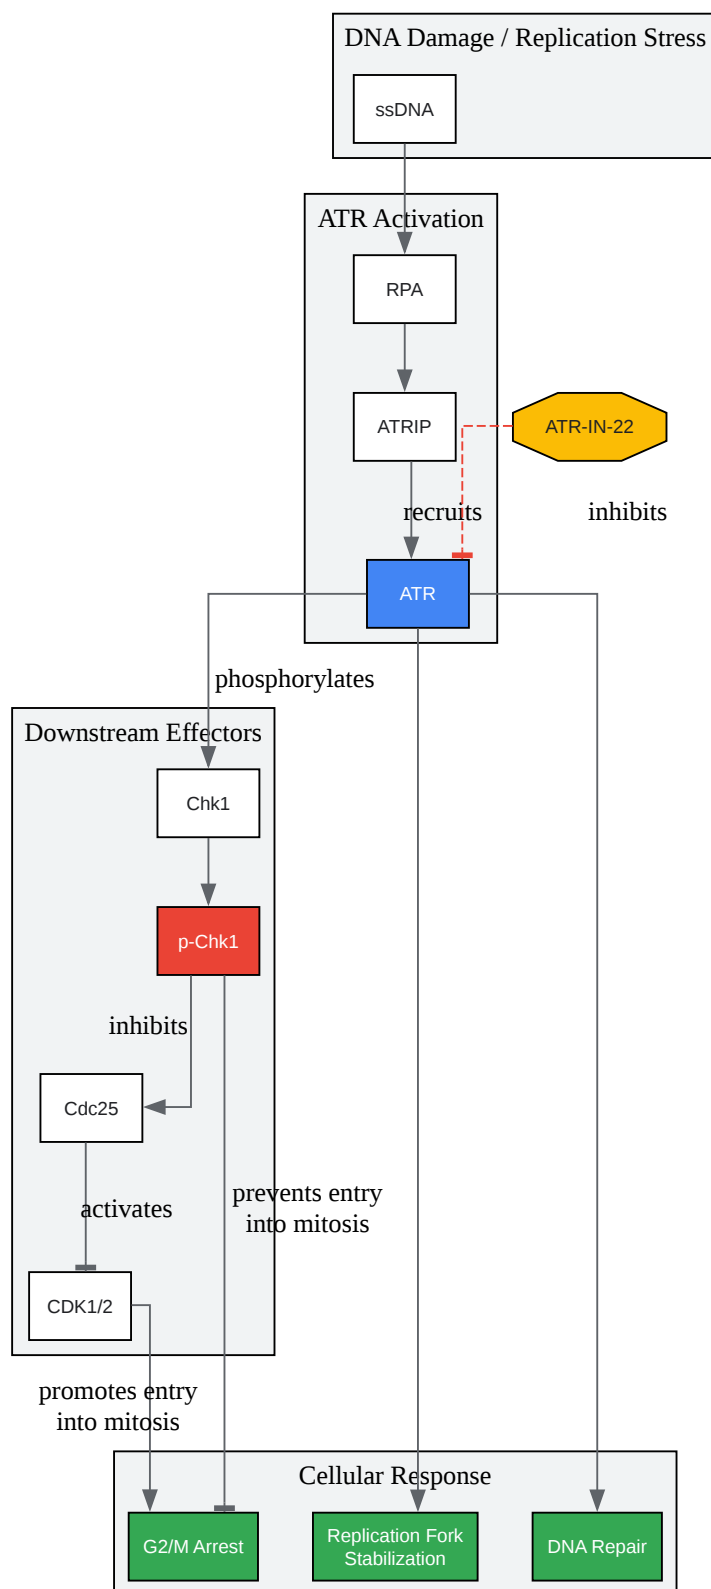 DNA Damage / Replication Stress
ssDNA
ATR Activation
RPA
ATRIP
ATR-IN-22
recruits
inhibits
ATR
phosphorylates
Downstream Effectors
Chk1
p-Chk1
inhibits
Cdc25
prevents entry
into mitosis
activates
CDK1/2
promotes entry
into mitosis
Cellular Response
G2/M Arrest
Replication Fork
Stabilization
DNA Repair